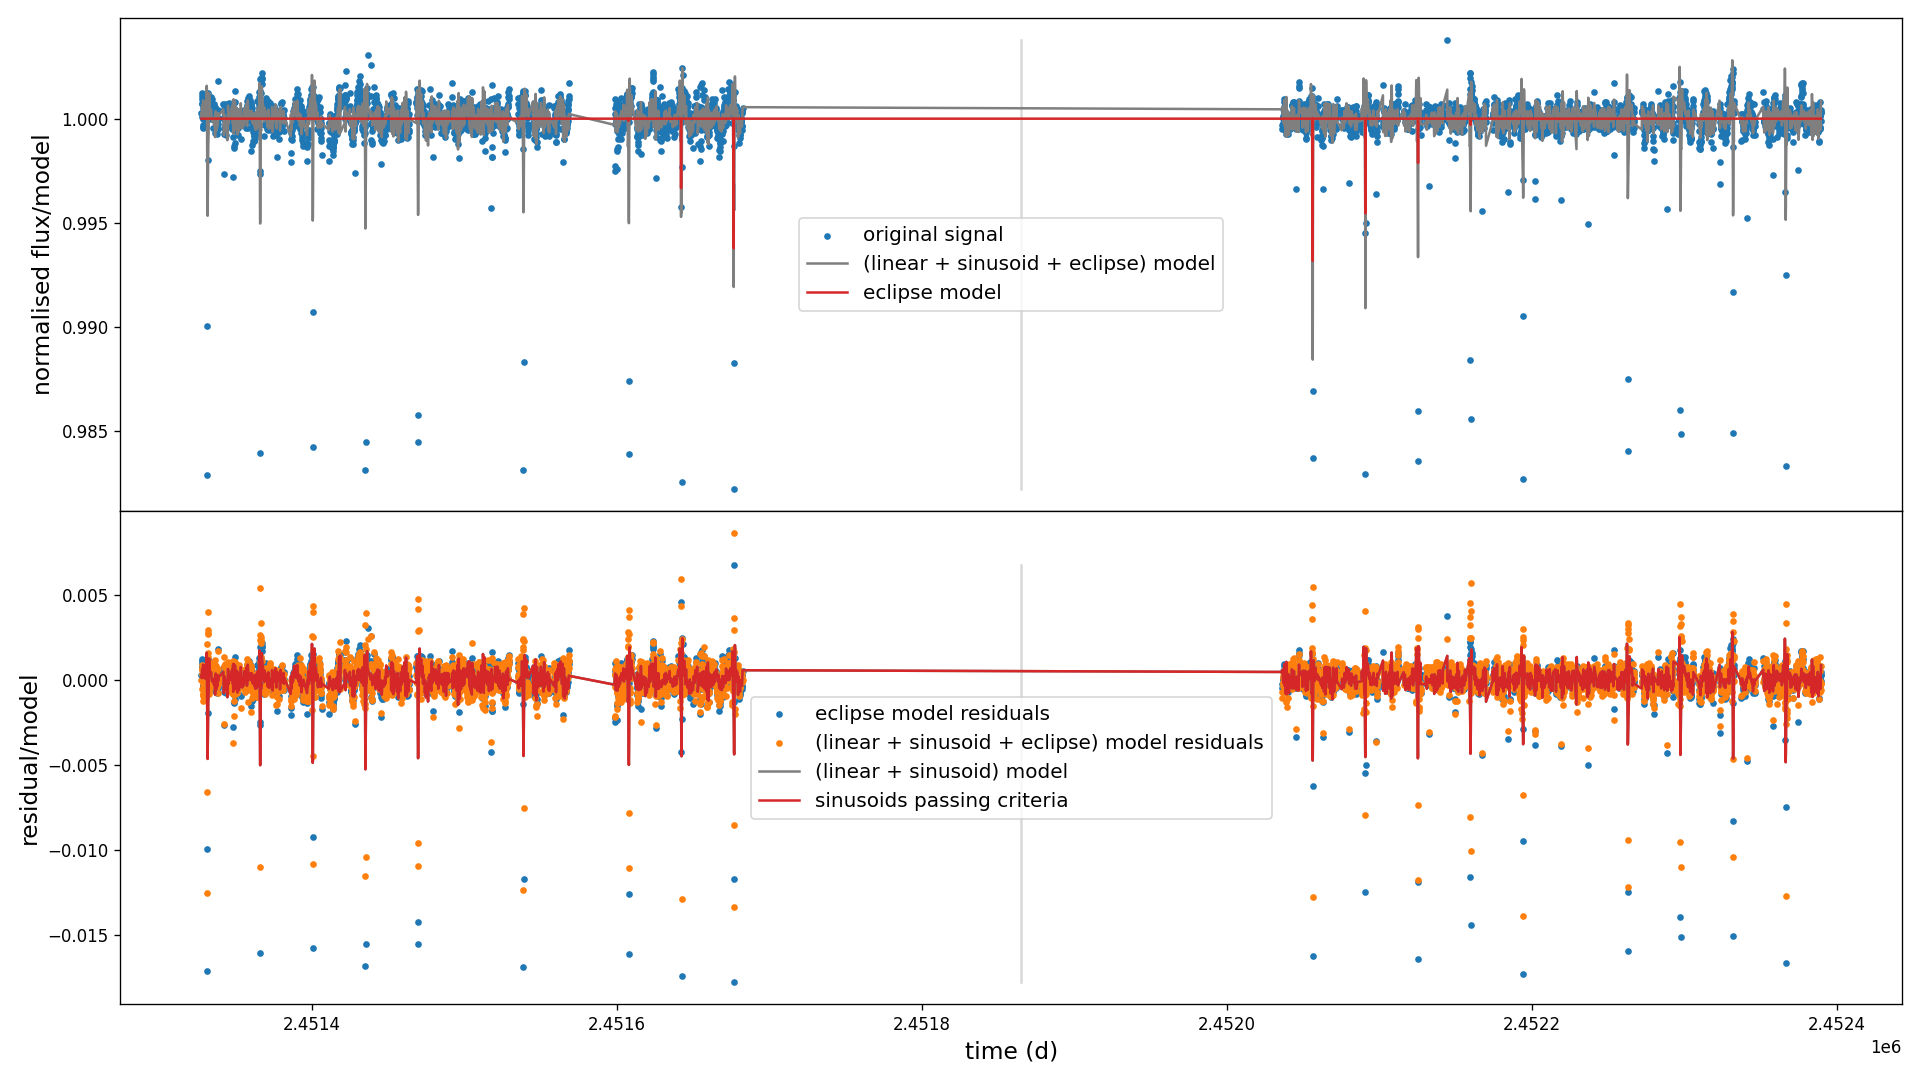 normalised flux/model
1.000
0.995
0.990
0.985
original signal
(linear + sinusoid + eclipse) model
eclipse model
residual/model
0.005
0.000
−0.005
−0.010
−0.015
eclipse model residuals
(linear + sinusoid + eclipse) model residuals
(linear + sinusoid) model
sinusoids passing criteria
2.4514 2.4516 2.4518 2.4520 2.4522 2.4524
1e6
time (d)